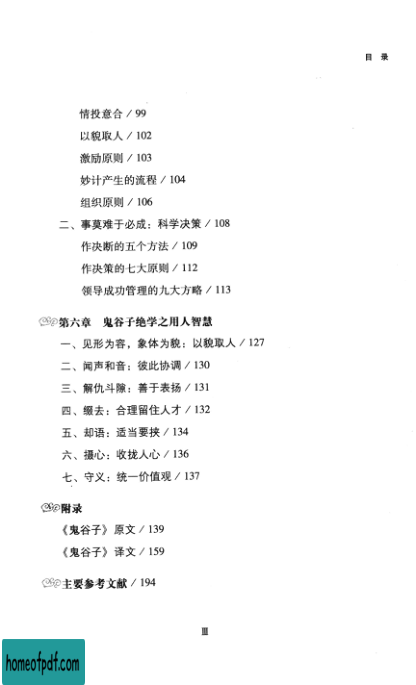 目 录
情投意合 / 99
以貌取人 / 102
激励原则 / 103
妙计产生的流程 / 104
组织原则 / 106
二、事莫难于必成：科学决策 / 108
作决断的五个方法 / 109
作决策的七大原则 / 112
领导成功管理的九大方略 / 113
第六章 鬼谷子绝学之用人智慧
一、见形为容，象体为貌：以貌取人 / 127
二、闻声和音：彼此协调 / 130
三、解仇斗隙：善于表扬 / 131
四、缀去：合理留住人才 / 132
五、却语：适当要挟 / 134
六、摄心：收拢人心 / 136
七、守义：统一价值观 / 137
附录
《鬼谷子》原文 / 139
《鬼谷子》译文 / 159
主要参考文献 / 194
III
homeofpdf.com